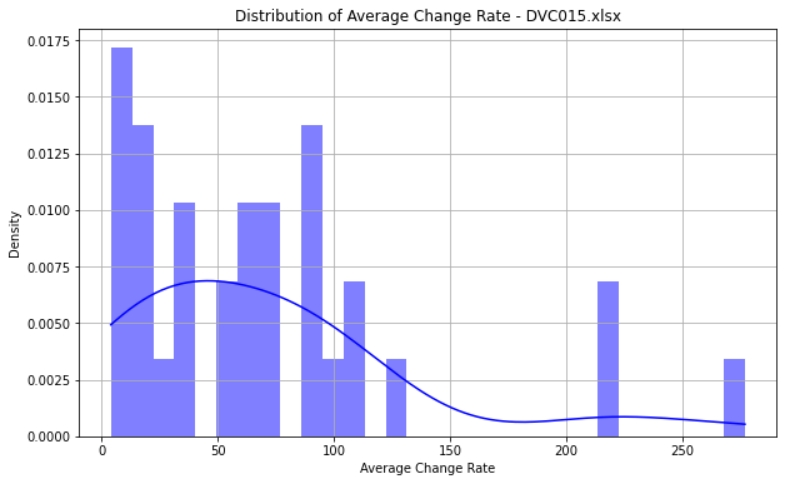 Distribution of Average Change Rate - DVC015.xlsx
0.0175
0.0150
0.0125
0.0100
0.0075
0.0050
0.0025
0.0000
Density
0 50 100 150 200 250
Average Change Rate